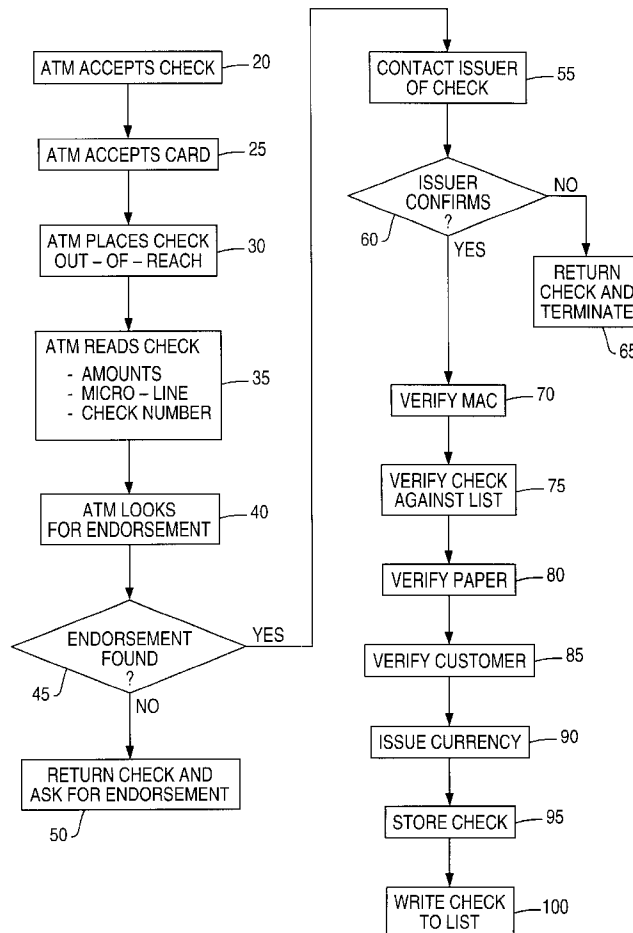 ATM ACCEPTS CHECK
20
ATM ACCEPTS CARD
25
ATM PLACES CHECK
OUT – OF – REACH
30
ATM READS CHECK
- AMOUNTS
- MICRO – LINE
- CHECK NUMBER
35
ATM LOOKS
FOR ENDORSEMENT
40
ENDORSEMENT
FOUND
?
45
YES
NO
RETURN CHECK AND
ASK FOR ENDORSEMENT
50
CONTACT ISSUER
OF CHECK
55
ISSUER
CONFIRMS
?
60
NO
YES
RETURN
CHECK AND
TERMINATE
65
VERIFY MAC
70
VERIFY CHECK
AGAINST LIST
75
VERIFY PAPER
80
VERIFY CUSTOMER
85
ISSUE CURRENCY
90
STORE CHECK
95
WRITE CHECK
TO LIST
100